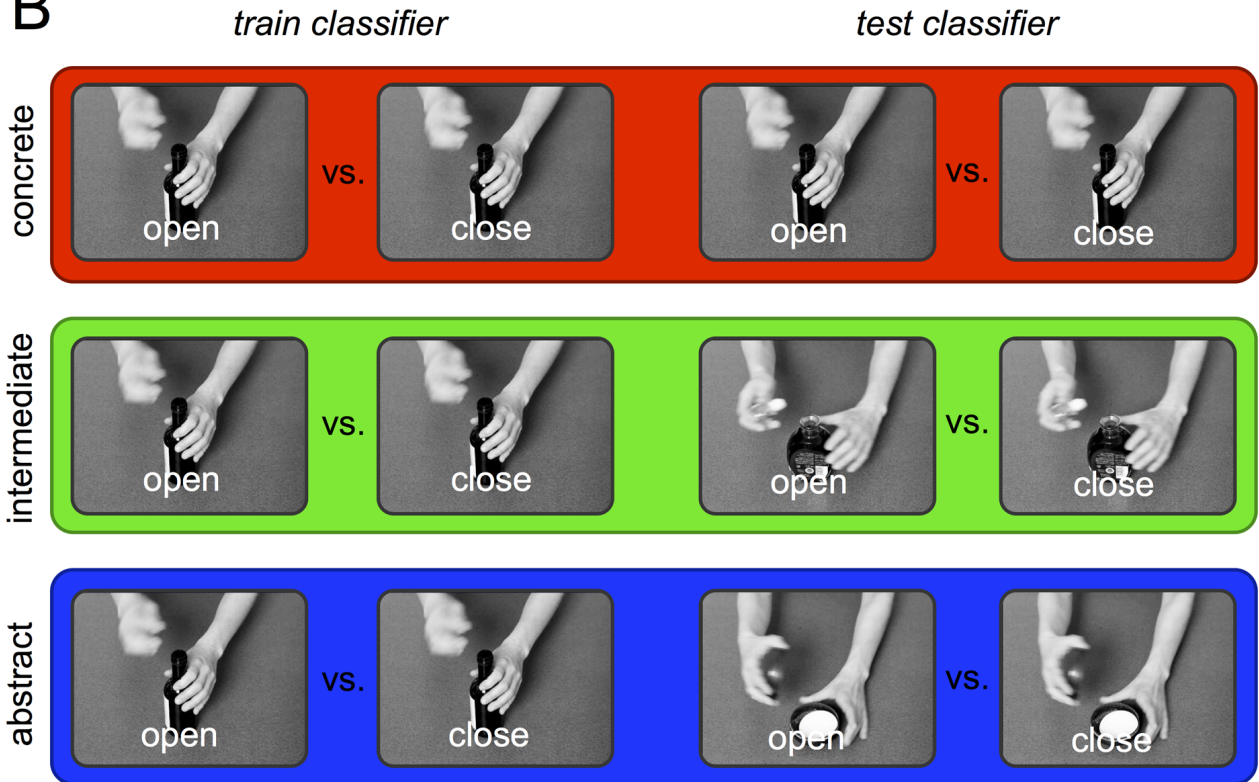 B
train classifier
test classifier
concrete
open
vs.
close
open
vs.
close
intermediate
open
vs.
close
open
vs.
close
abstract
open
vs.
close
open
vs.
close